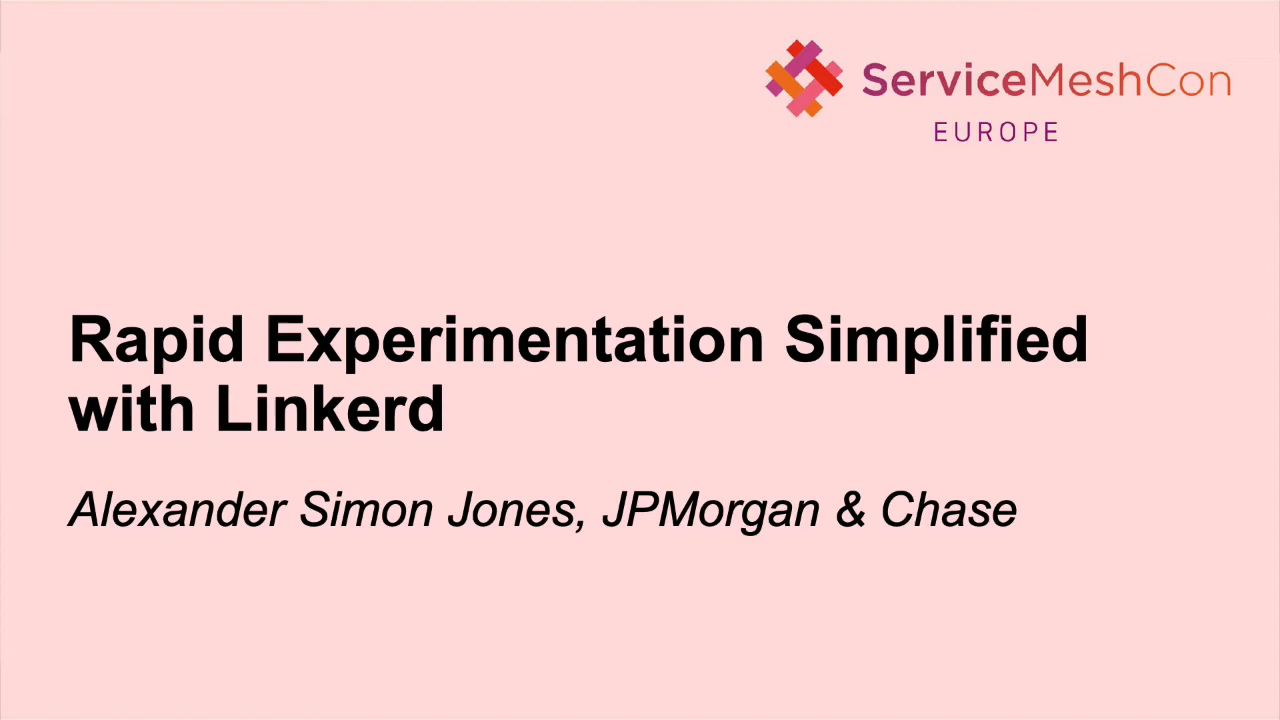 ServiceMeshCon
EUROPE
Rapid Experimentation Simplified
with Linkerd
Alexander Simon Jones, JPMorgan & Chase